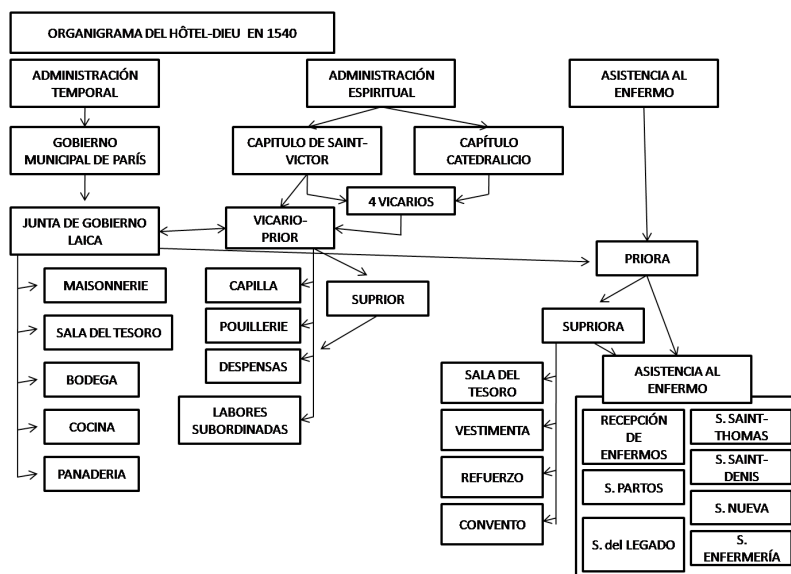 ORGANIGRAMA DEL HÔTEL-DIEU EN 1540
ADMINISTRACIÓN
TEMPORAL
ADMINISTRACIÓN
ESPIRITUAL
ASISTENCIA AL
ENFERMO
GOBIERNO
MUNICIPAL DE PARÍS
CAPITULO DE SAINT-
VICTOR
CAPÍTULO
CATEDRALICIO
4 VICARIOS
JUNTA DE GOBIERNO
LAICA
VICARIO-
PRIOR
PRIORA
MAISONNERIE
SALA DEL TESORO
BODEGA
COCINA
PANADERIA
CAPILLA
POUILLERIE
DESPENSAS
LABORES
SUBORDINADAS
SUPRIOR
SUPRIORA
SALA DEL
TESORO
VESTIMENTA
REFUERZO
CONVENTO
ASISTENCIA AL
ENFERMO
RECEPCIÓN
DE
ENFERMOS
S. PARTOS
S. del LEGADO
S. SAINT-
THOMAS
S. SAINT-
DENIS
S. NUEVA
S.
ENFERMERÍA